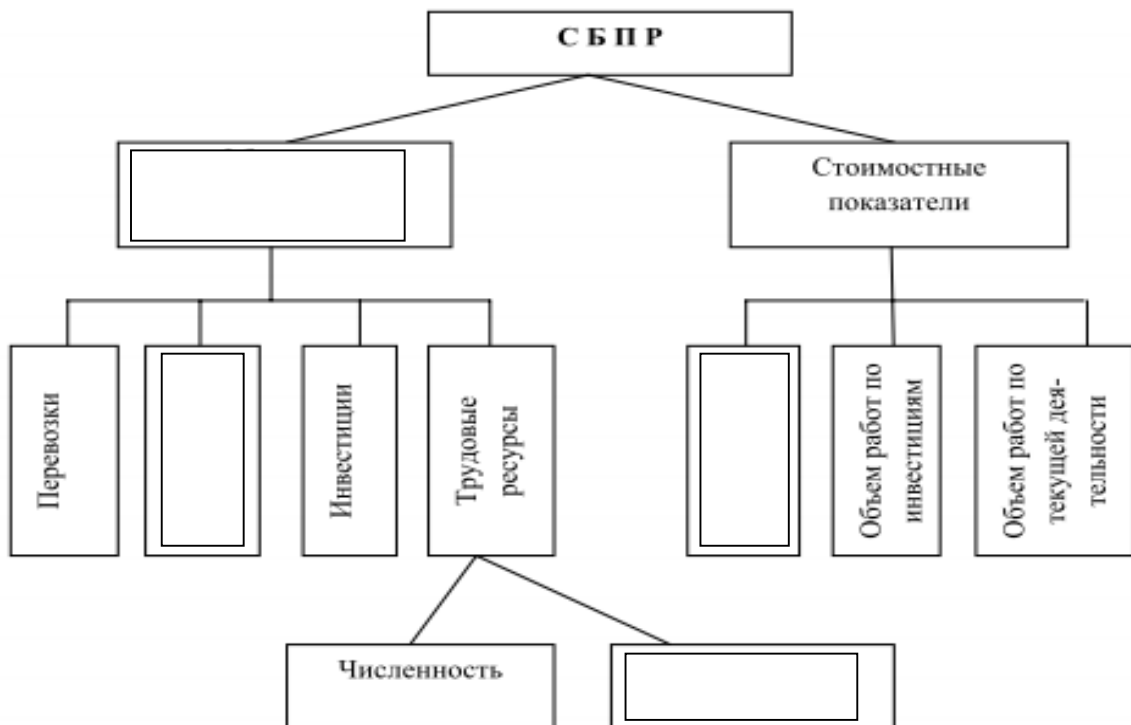 С Б П Р
Стоимостные
показатели
Перевозки
Инвестиции
Трудовые
ресурсы
Объем работ по
инвестициям
Объем работ по
текущей дея-
тельности
Численность